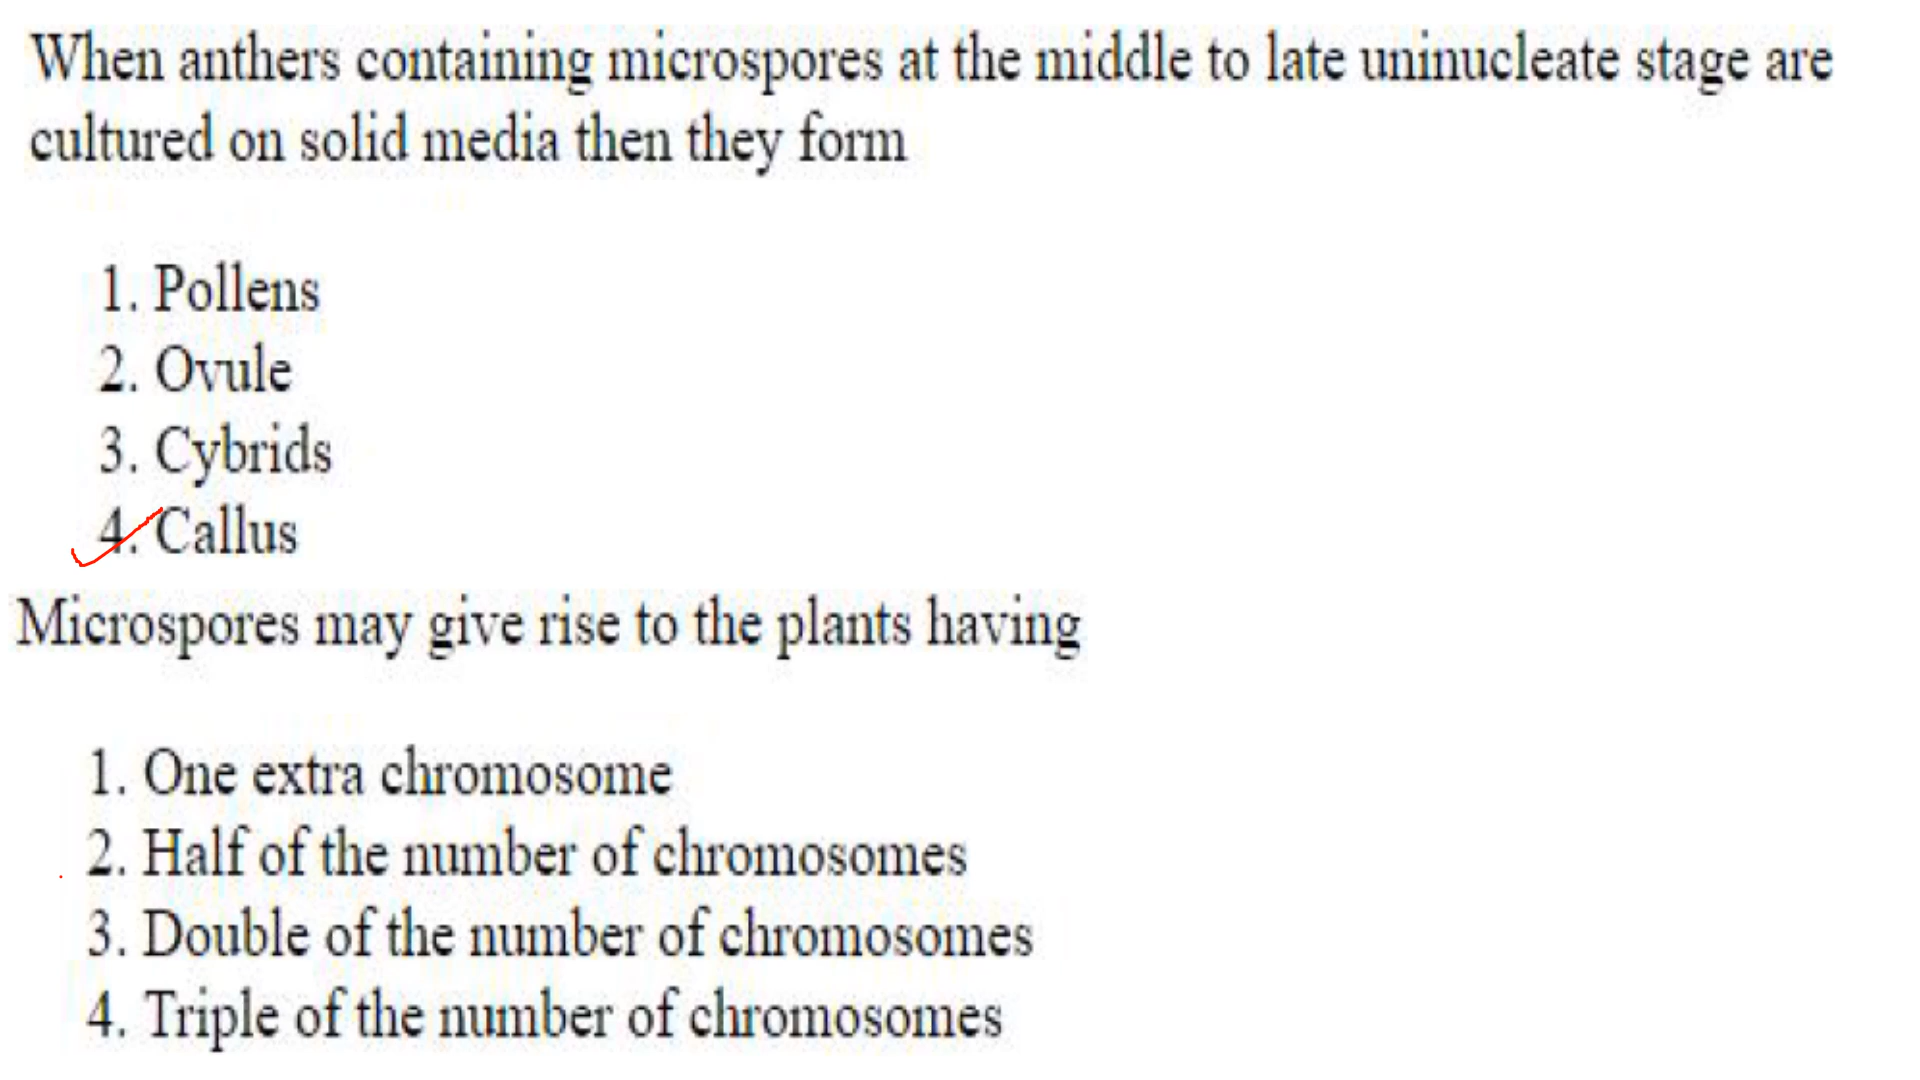 When anthers containing microspores at the middle to late uninucleate stage are
cultured on solid media then they form
1. Pollens
2. Ovule
3. Cybrids
4. Callus
Microspores may give rise to the plants having
1. One extra chromosome
2. Half of the number of chromosomes
3. Double of the number of chromosomes
4. Triple of the number of chromosomes